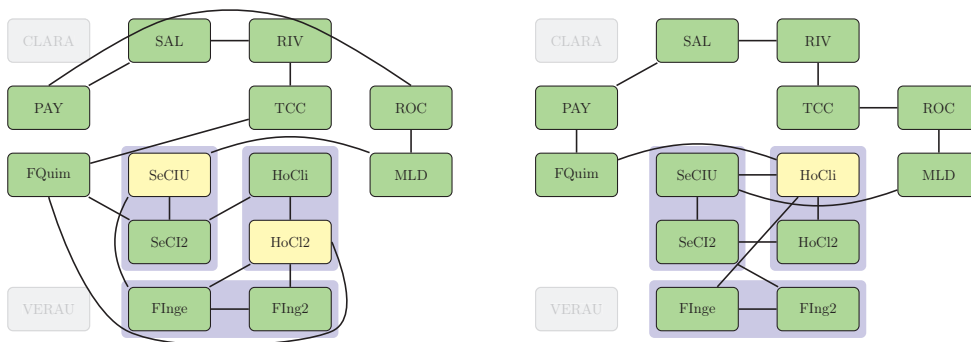 CLARA SAL RIV
PAY TCC ROC
FQuim SeCIU HoCli MLD
SeCI2 HoCl2
VERAU FInge FIng2
CLARA SAL RIV
PAY TCC ROC
FQuim SeCIU HoCli MLD
SeCI2 HoCl2
VERAU FInge FIng2